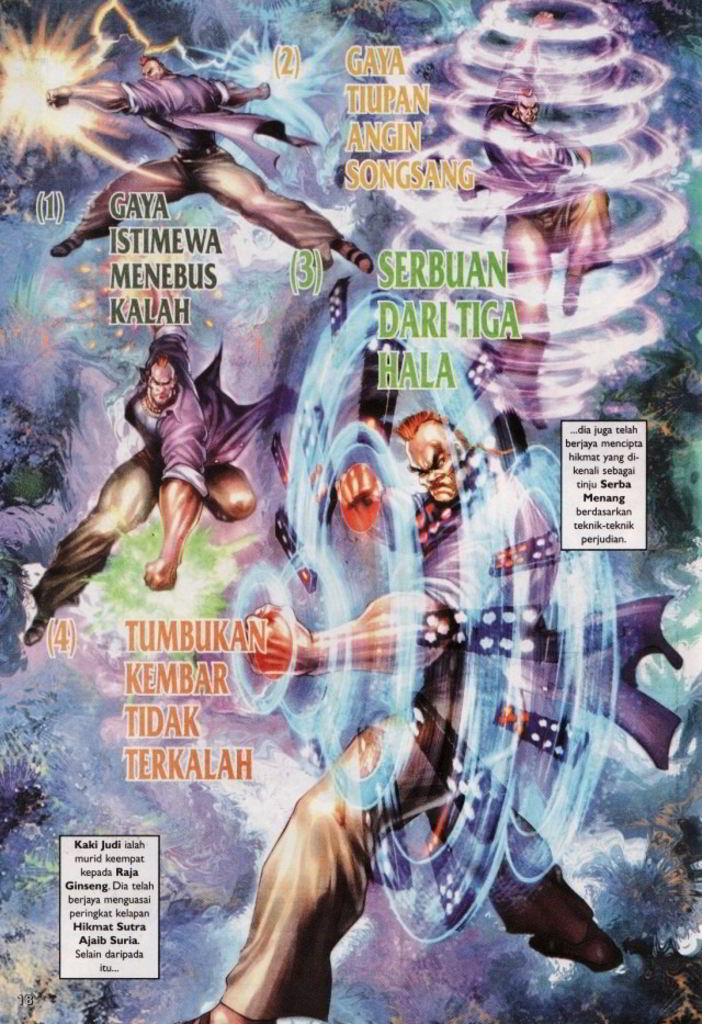 (1)
GAYA
ISTIMEWA
MENEBUS
KALAH
(2)
GAYA
TIUPAN
ANGIN
SONGSANG
(3)
SERBUAN
DARI TIGA
HALA
(4)
TUMBUKAN
KEMBAR
TIDAK
TERKALAH
Kaki Judi ialah
murid keempat
kepada Raja
Ginseng. Dia telah
berjaya menguasai
peringkat kelapan
Hikmat Sutra
Ajaib Suria.
Selain daripada
itu...
...dia juga telah
berjaya mencipta
hikmat yang di-
kenali sebagai
tinju Serba
Menang
berdasarkan
teknik-teknik
perjudian.
18